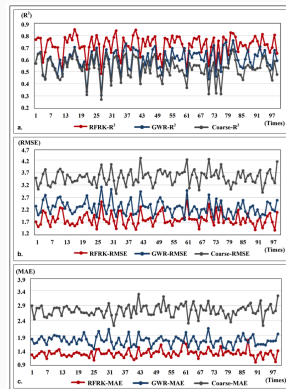 (R²)
0.9
0.8
0.7
0.6
0.5
0.4
0.3
0.2
1 7 13 19 25 31 37 43 49 55 61 67 73 79 85 91 97
(Times)
a. RFRK-R² GWR-R² Coarse-R²
(RMSE)
4.7
4.2
3.7
3.2
2.7
2.2
1.7
1.2
1 7 13 19 25 31 37 43 49 55 61 67 73 79 85 91 97
(Times)
b. RFRK-RMSE GWR-RMSE Coarse-RMSE
(MAE)
3.9
3.4
2.9
2.4
1.9
1.4
0.9
1 7 13 19 25 31 37 43 49 55 61 67 73 79 85 91 97
(Times)
c. RFRK-MAE GWR-MAE Coarse-MAE